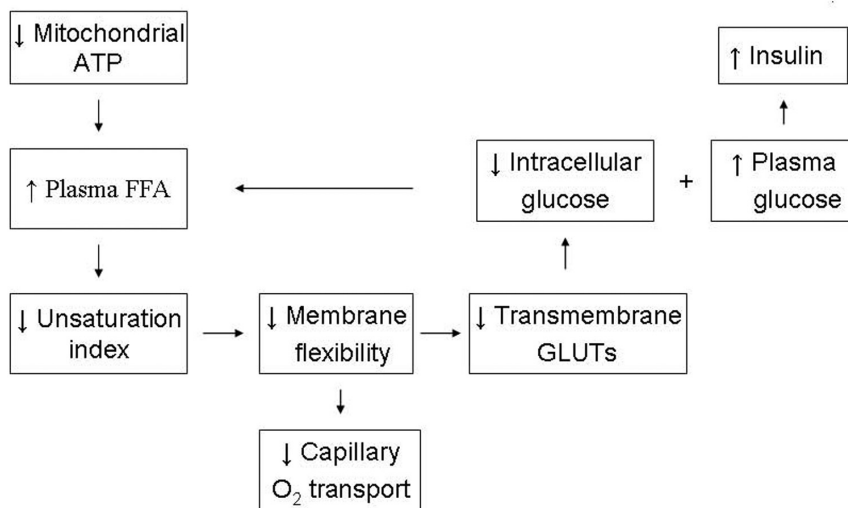 ↓ Mitochondrial
ATP
↑ Insulin
↑ Plasma FFA
↓ Intracellular
glucose
+
↑ Plasma
glucose
↓ Unsaturation
index
↓ Membrane
flexibility
↓ Transmembrane
GLUTs
↓ Capillary
O₂ transport